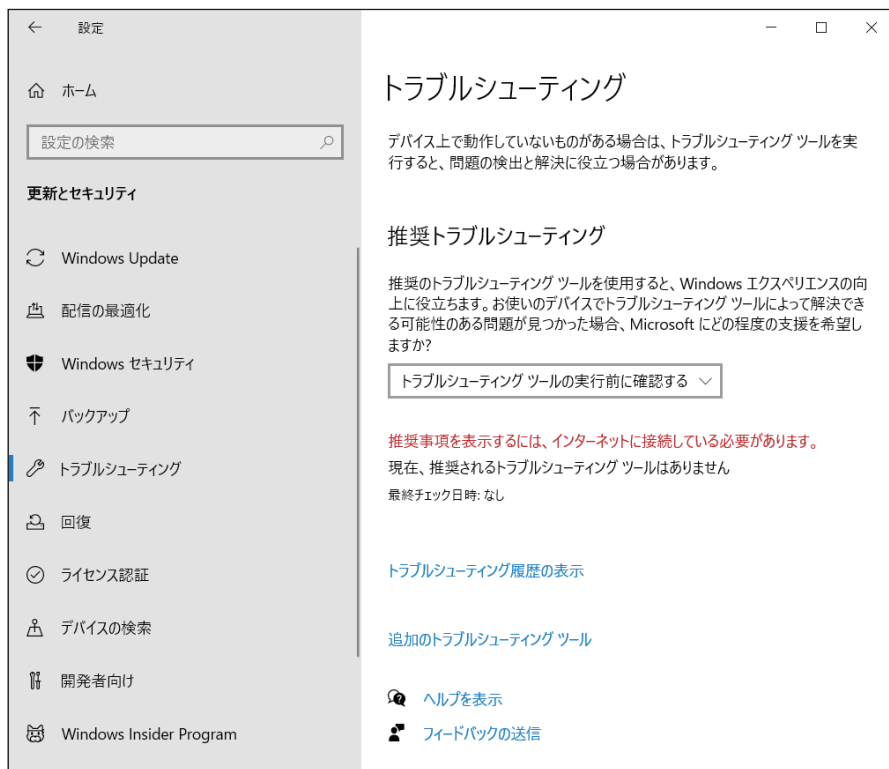 設定
ホーム
設定の検索
更新とセキュリティ
Windows Update
配信の最適化
Windows セキュリティ
バックアップ
トラブルシューティング
回復
ライセンス認証
デバイスの検索
開発者向け
Windows Insider Program
トラブルシューティング
デバイス上で動作していないものがある場合は、トラブルシューティング ツールを実
行すると、問題の検出と解決に役立つ場合があります。
推奨トラブルシューティング
推奨のトラブルシューティング ツールを使用すると、Windows エクスペリエンスの向
上に役立ちます。お使いのデバイスでトラブルシューティング ツールによって解決でき
る可能性のある問題が見つかった場合、Microsoft にどの程度の支援を希望し
ますか?
トラブルシューティング ツールの実行前に確認する
推奨事項を表示するには、インターネットに接続している必要があります。
現在、推奨されるトラブルシューティング ツールはありません
最終チェック日時: なし
トラブルシューティング履歴の表示
追加のトラブルシューティング ツール
ヘルプを表示
フィードバックの送信